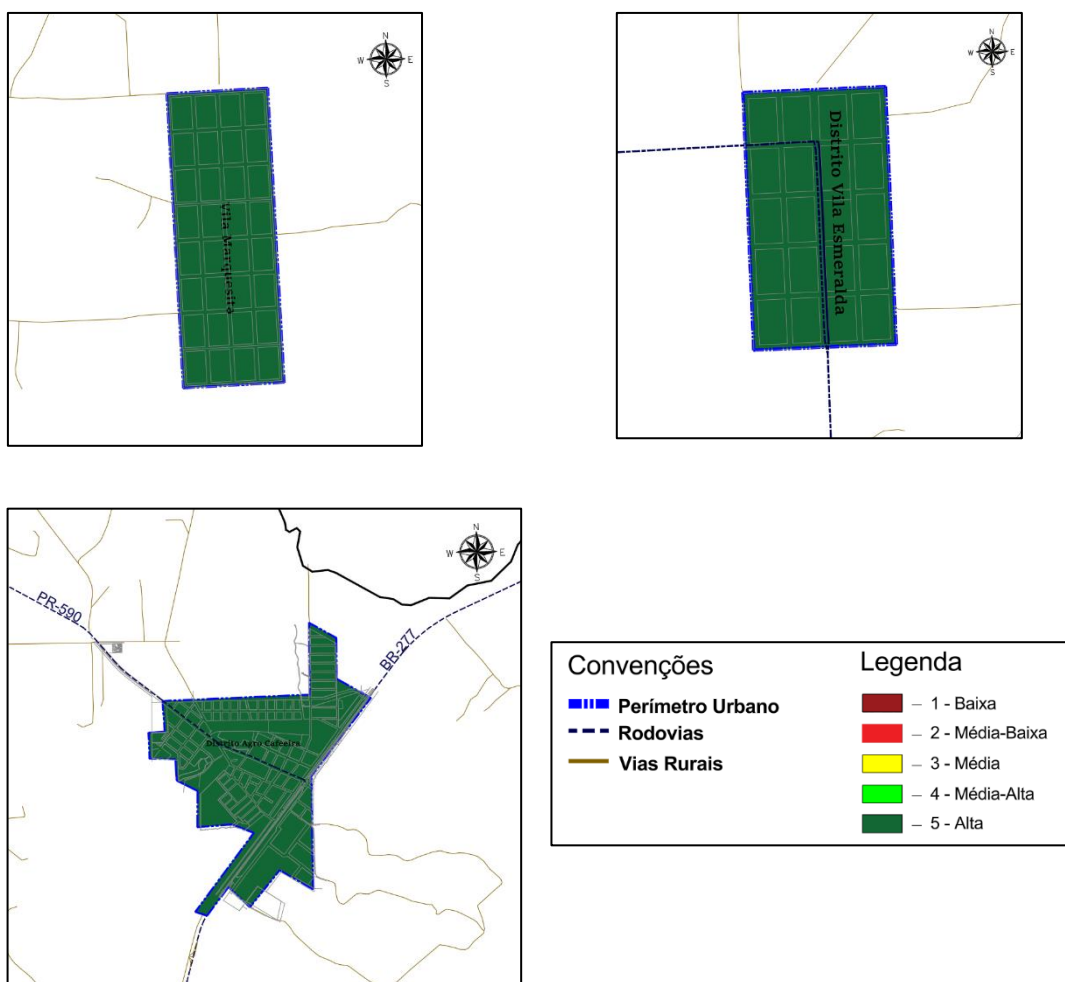 N
W
E
S
Vila Marquesita
N
W
E
S
Distrito Vila Esmeralda
N
W
E
S
PR-590
BR-277
Distrito Agro Cafeeira
Convenções
Perímetro Urbano
Rodovias
Vias Rurais
Legenda
– 1 - Baixa
– 2 - Média-Baixa
– 3 - Média
– 4 - Média-Alta
– 5 - Alta